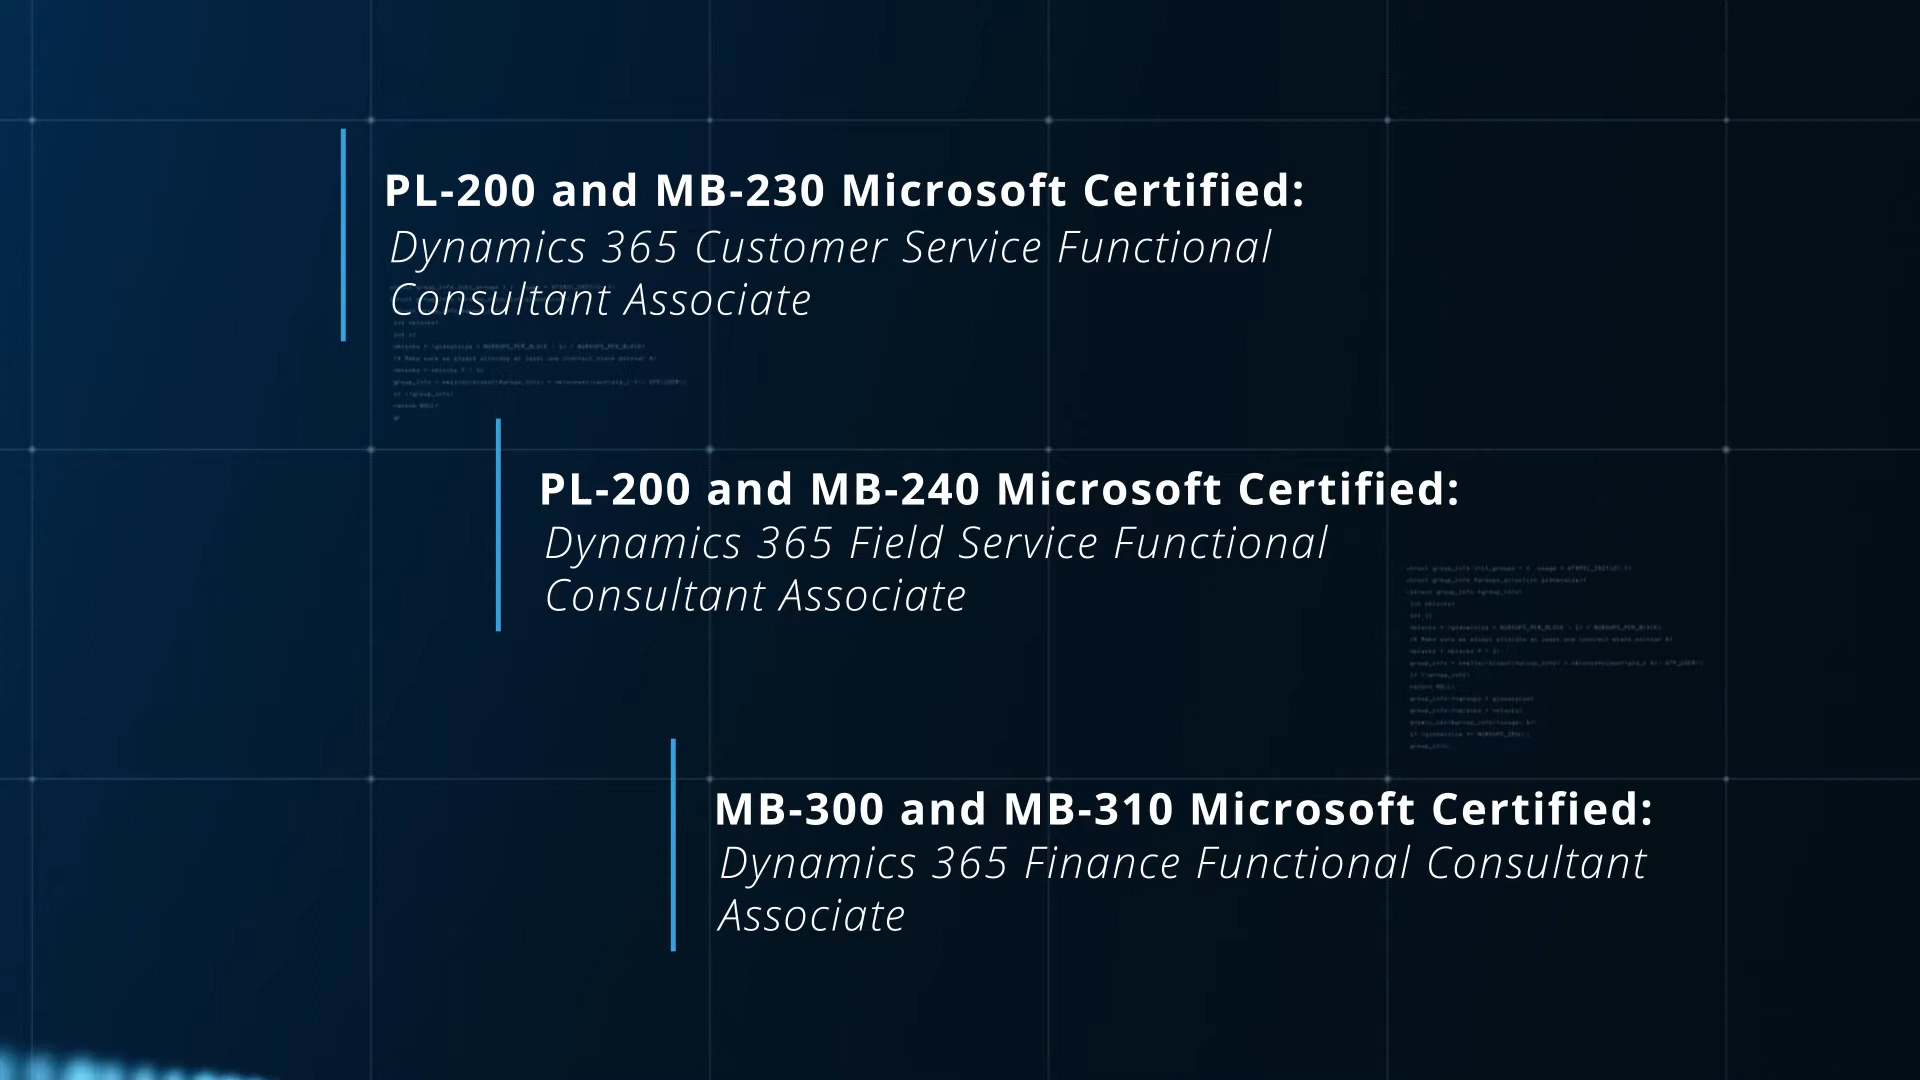 PL-200 and MB-230 Microsoft Certified:
Dynamics 365 Customer Service Functional
Consultant Associate
PL-200 and MB-240 Microsoft Certified:
Dynamics 365 Field Service Functional
Consultant Associate
MB-300 and MB-310 Microsoft Certified:
Dynamics 365 Finance Functional Consultant
Associate